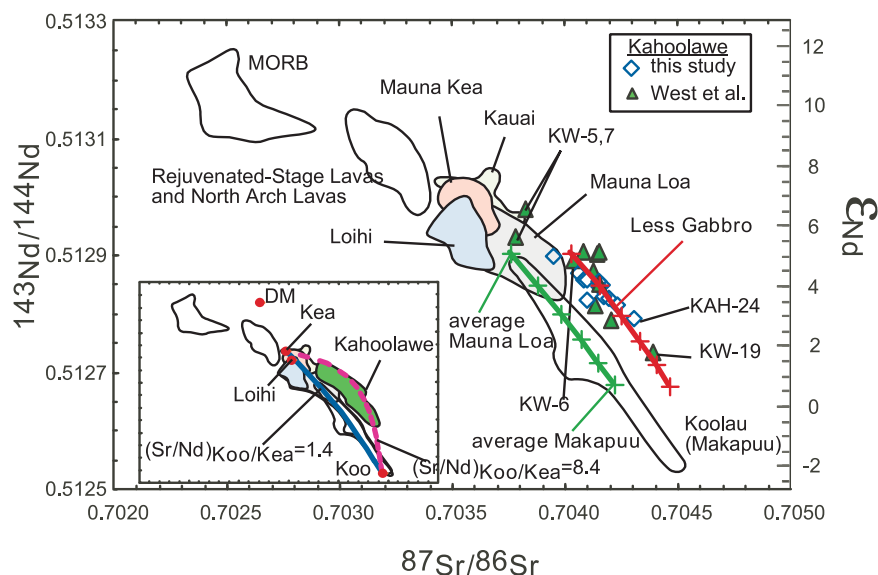 0.5133
0.5131
0.5129
0.5127
0.5125
143Nd/144Nd
MORB
Mauna Kea
Kauai
KW-5,7
Kahoolawe
this study
West et al.
Rejuvenated-Stage Lavas
and North Arch Lavas
Mauna Loa
Less Gabbro
Loihi
KAH-24
average
Mauna Loa
KW-19
KW-6
average Makapuu
Koolau
(Makapuu)
DM
Kea
Kahoolawe
Loihi
(Sr/Nd)Koo/Kea=1.4
Koo
(Sr/Nd)Koo/Kea=8.4
12
10
8
6
4
2
0
-2
εNd
0.7020
0.7025
0.7030
0.7035
0.7040
0.7045
0.7050
87Sr/86Sr